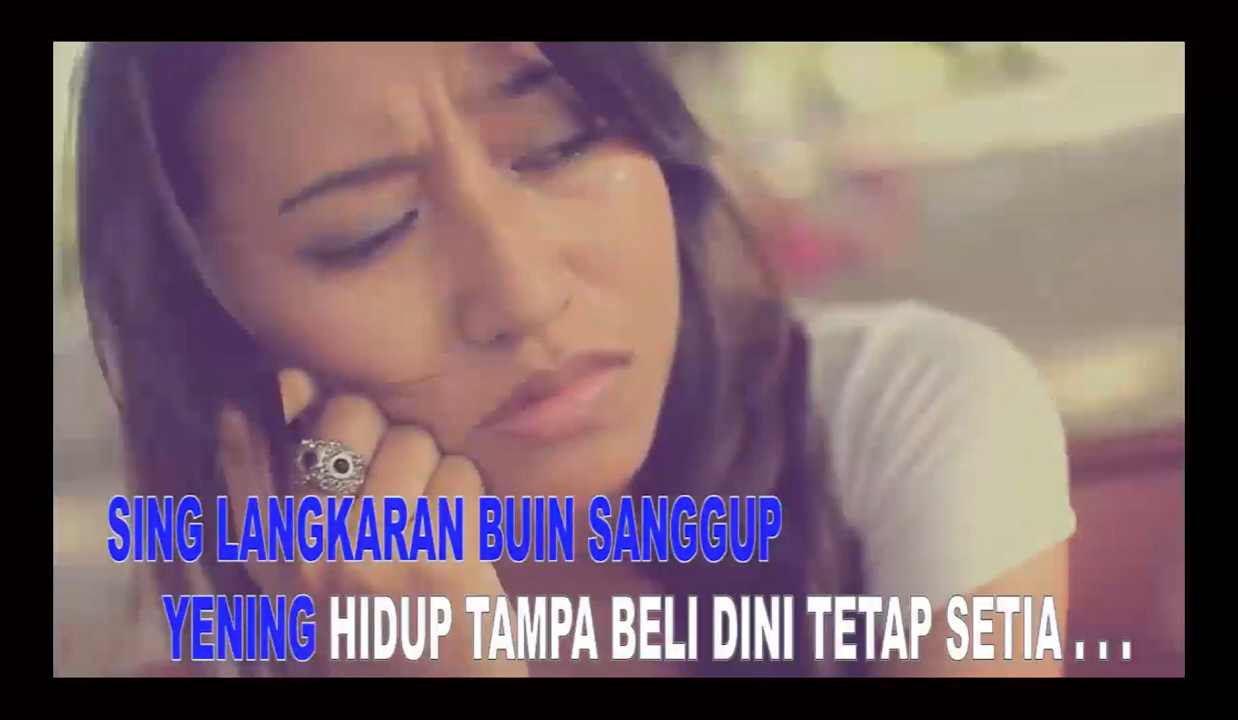 SING LANGKARAN BUIN SANGGUP
YENING HIDUP TAMPA BELI DINI TETAP SETIA . . .